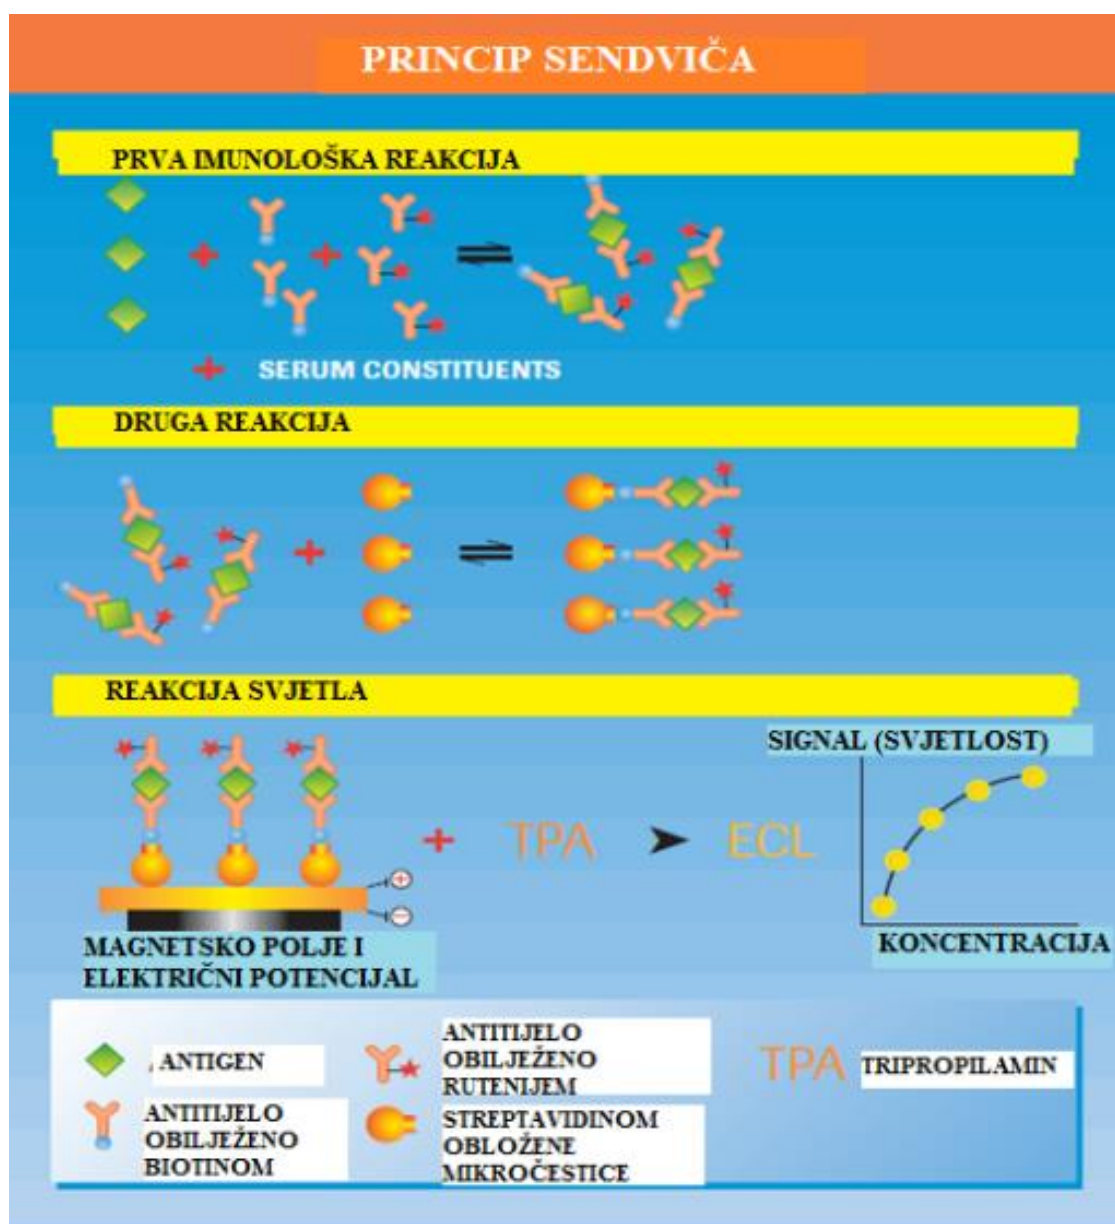 PRINCIP SENDVIČA
PRVA IMUNOLOŠKA REAKCIJA
SERUM CONSTITUENTS
DRUGA REAKCIJA
REAKCIJA SVJETLA
SIGNAL (SVJETLOST)
TPA
ECL
KONCENTRACIJA
MAGNETSKO POLJE I
ELEKTRIČNI POTENCIJAL
ANTIGEN
ANTITIJELO
OBILJEŽENO
BIOTINOM
ANTITIJELO
OBILJEŽENO
RUTENIJEM
STREPTAVIDINOM
OBLOŽENE
MIKROČESTICE
TPA TRIPROPILAMIN